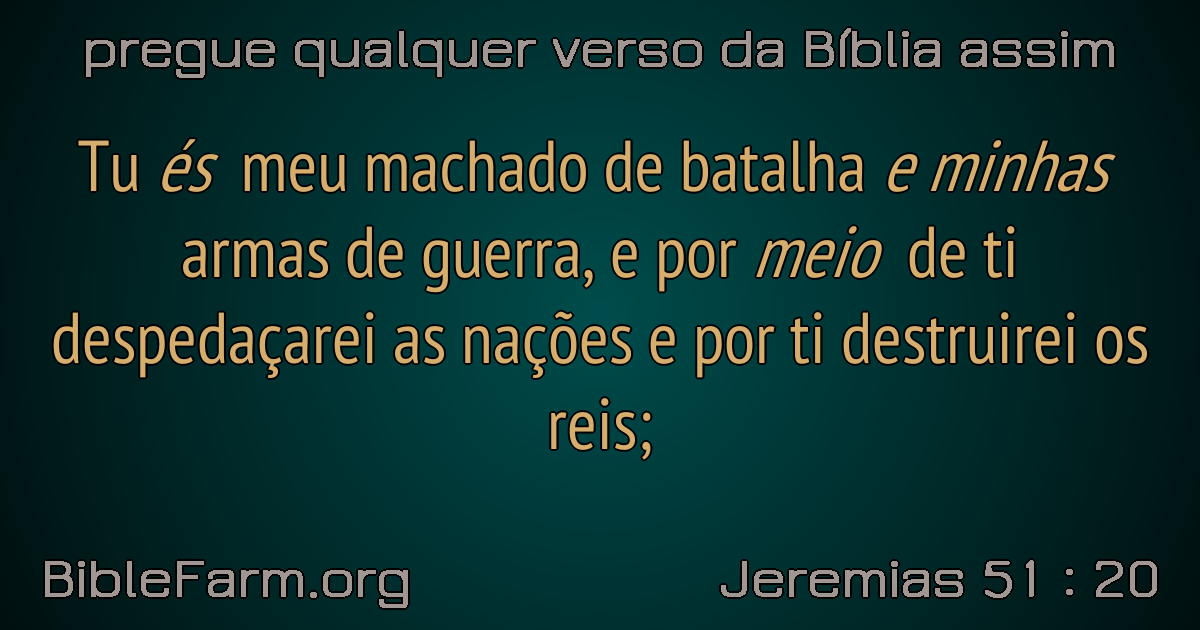 pregue qualquer verso da Bíblia assim
Tu és meu machado de batalha e minhas
armas de guerra, e por meio de ti
despedaçarei as nações e por ti destruirei os
reis;
BibleFarm.org
Jeremias 51 : 20